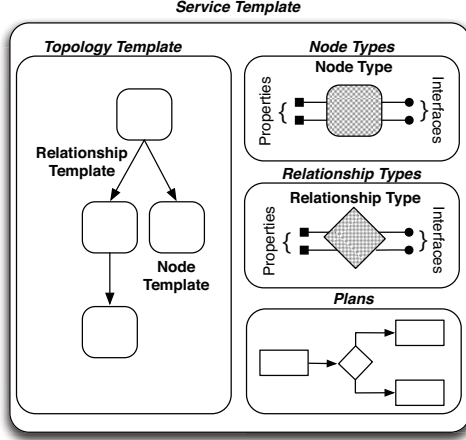 Service Template
Topology Template
Relationship
Template
Node
Template
Node Types
Node Type
Properties
{
}
Interfaces
Relationship Types
Relationship Type
Properties
{
}
Interfaces
Plans